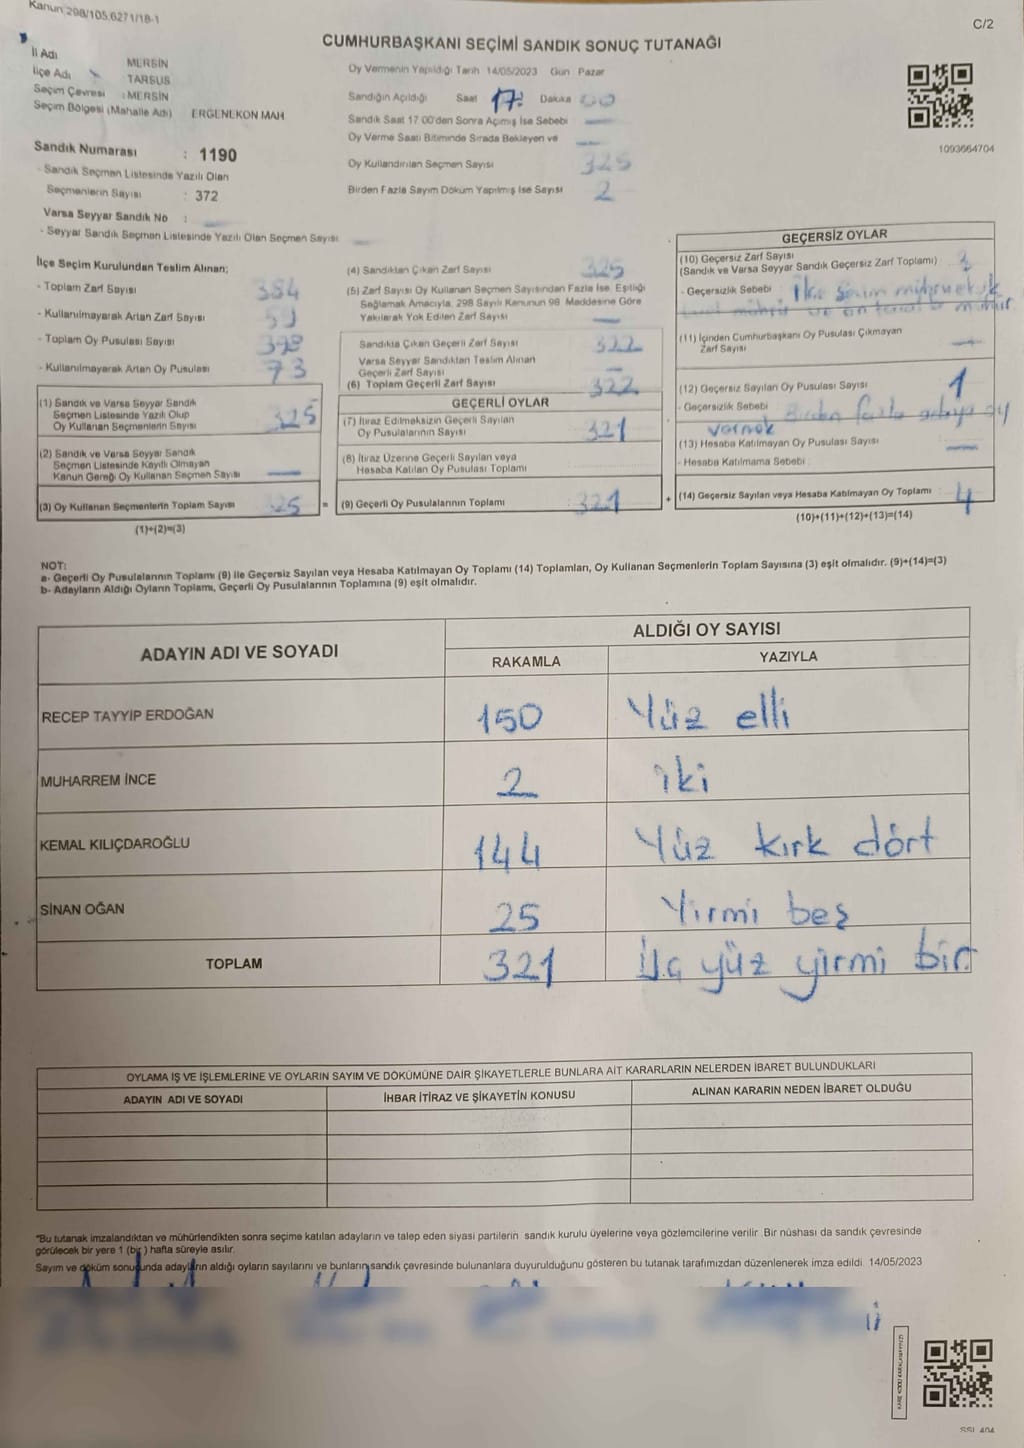 Kanun 298/105,6271/18-1
C/2
CUMHURBAŞKANI SEÇİMİ SANDIK SONUÇ TUTANAĞI
İl Adı MERSİN
İlçe Adı TARSUS
Seçim Çevresi : MERSİN
Seçim Bölgesi (Mahalle Adı) ERGENEKON MAH
Sandık Numarası : 1190
- Sandık Seçmen Listesinde Yazılı Olan
Seçmenlerin Sayısı : 372
Varsa Seyyar Sandık No :
- Seyyar Sandık Seçmen Listesinde Yazılı Olan Seçmen Sayısı
Oy Vermenin Yapıldığı Tarih 14/05/2023 Gün Pazar
Sandığın Açıldığı Saat 17: Dakika 00
Sandık Saat 17 00'den Sonra Açımış İse Sebebi
Oy Verme Saati Bitiminde Sırada Bekleyen ve
Oy Kullandırılan Seçmen Sayısı 325
Birden Fazla Sayım Döküm Yapılmış İse Sayısı 2
1093664704
İlçe Seçim Kurulundan Teslim Alınan;
- Toplam Zarf Sayısı 384
- Kullanılmayarak Artan Zarf Sayısı 59
- Toplam Oy Pusulası Sayısı 398
- Kullanılmayarak Artan Oy Pusulası 73
(1) Sandık ve Varsa Seyyar Sandık
Seçmen Listesinde Yazılı Olup
Oy Kullanan Seçmenlerin Sayısı 325
(2) Sandık ve Varsa Seyyar Sandık
Seçmen Listesinde Kayıtlı Olmayan
Kanun Gereği Oy Kullanan Seçmen Sayısı
(3) Oy Kullanan Seçmenlerin Toplam Sayısı 325
(1)+(2)=(3)
(4) Sandıktan Çıkan Zarf Sayısı 325
(5) Zarf Sayısı Oy Kullanan Seçmen Sayısından Fazla İse, Eşitliği
Sağlamak Amacıyla, 298 Sayılı Kanunun 98 Maddesine Göre
Yakılarak Yok Edilen Zarf Sayısı
Sandıkta Çıkan Geçerli Zarf Sayısı 322
Varsa Seyyar Sandıktan Teslim Alınan
Geçerli Zarf Sayısı
(6) Toplam Geçerli Zarf Sayısı 322
GEÇERLİ OYLAR
(7) İtiraz Edilmeksizin Geçerli Sayılan
Oy Pusulalarının Sayısı 321
(8) İtiraz Üzerine Geçerli Sayılan veya
Hesaba Katılan Oy Pusulası Toplamı
= (9) Geçerli Oy Pusulalarının Toplamı : 321
GEÇERSİZ OYLAR
(10) Geçersiz Zarf Sayısı
(Sandık ve Varsa Seyyar Sandık Geçersiz Zarf Toplamı) 3
- Geçersizlik Sebebi
(11) İçinden Cumhurbaşkanı Oy Pusulası Çıkmayan
Zarf Sayısı
(12) Geçersiz Sayılan Oy Pusulası Sayısı 1
- Geçersizlik Sebebi Birden fazla adaya oy
vermek
(13) Hesaba Katılmayan Oy Pusulası Sayısı
- Hesaba Katılmama Sebebi
+ (14) Geçersiz Sayılan veya Hesaba Katılmayan Oy Toplamı : 4
(10)+(11)+(12)+(13)=(14)
NOT:
a- Geçerli Oy Pusulalarının Toplamı (9) ile Geçersiz Sayılan veya Hesaba Katılmayan Oy Toplamı (14) Toplamları, Oy Kullanan Seçmenlerin Toplam Sayısına (3) eşit olmalıdır. (9)+(14)=(3)
b- Adayların Aldığı Oyların Toplamı, Geçerli Oy Pusulalarının Toplamına (9) eşit olmalıdır.
ADAYIN ADI VE SOYADI
ALDIĞI OY SAYISI
RAKAMLA YAZIYLA
RECEP TAYYİP ERDOĞAN 150 Yüz elli
MUHARREM İNCE 2 iki
KEMAL KILIÇDAROĞLU 144 Yüz kırk dört
SİNAN OĞAN 25 Yirmi beş
TOPLAM 321 Üç yüz yirmi bir
OYLAMA İŞ VE İŞLEMLERİNE VE OYLARIN SAYIM VE DÖKÜMÜNE DAİR ŞİKAYETLERLE BUNLARA AİT KARARLARIN NELERDEN İBARET BULUNDUKLARI
ADAYIN ADI VE SOYADI İHBAR İTİRAZ VE ŞİKAYETİN KONUSU ALINAN KARARIN NEDEN İBARET OLDUĞU
*Bu tutanak imzalandıktan ve mühürlendikten sonra seçime katılan adayların ve talep eden siyasi partilerin sandık kurulu üyelerine veya gözlemcilerine verilir. Bir nüshası da sandık çevresinde
görülecek bir yere 1 (bir) hafta süreyle asılır.
Sayım ve döküm sonucunda adayların aldığı oyların sayılarını ve bunların sandık çevresinde bulunanlara duyurulduğunu gösteren bu tutanak tarafımızdan düzenlenerek imza edildi. 14/05/2023